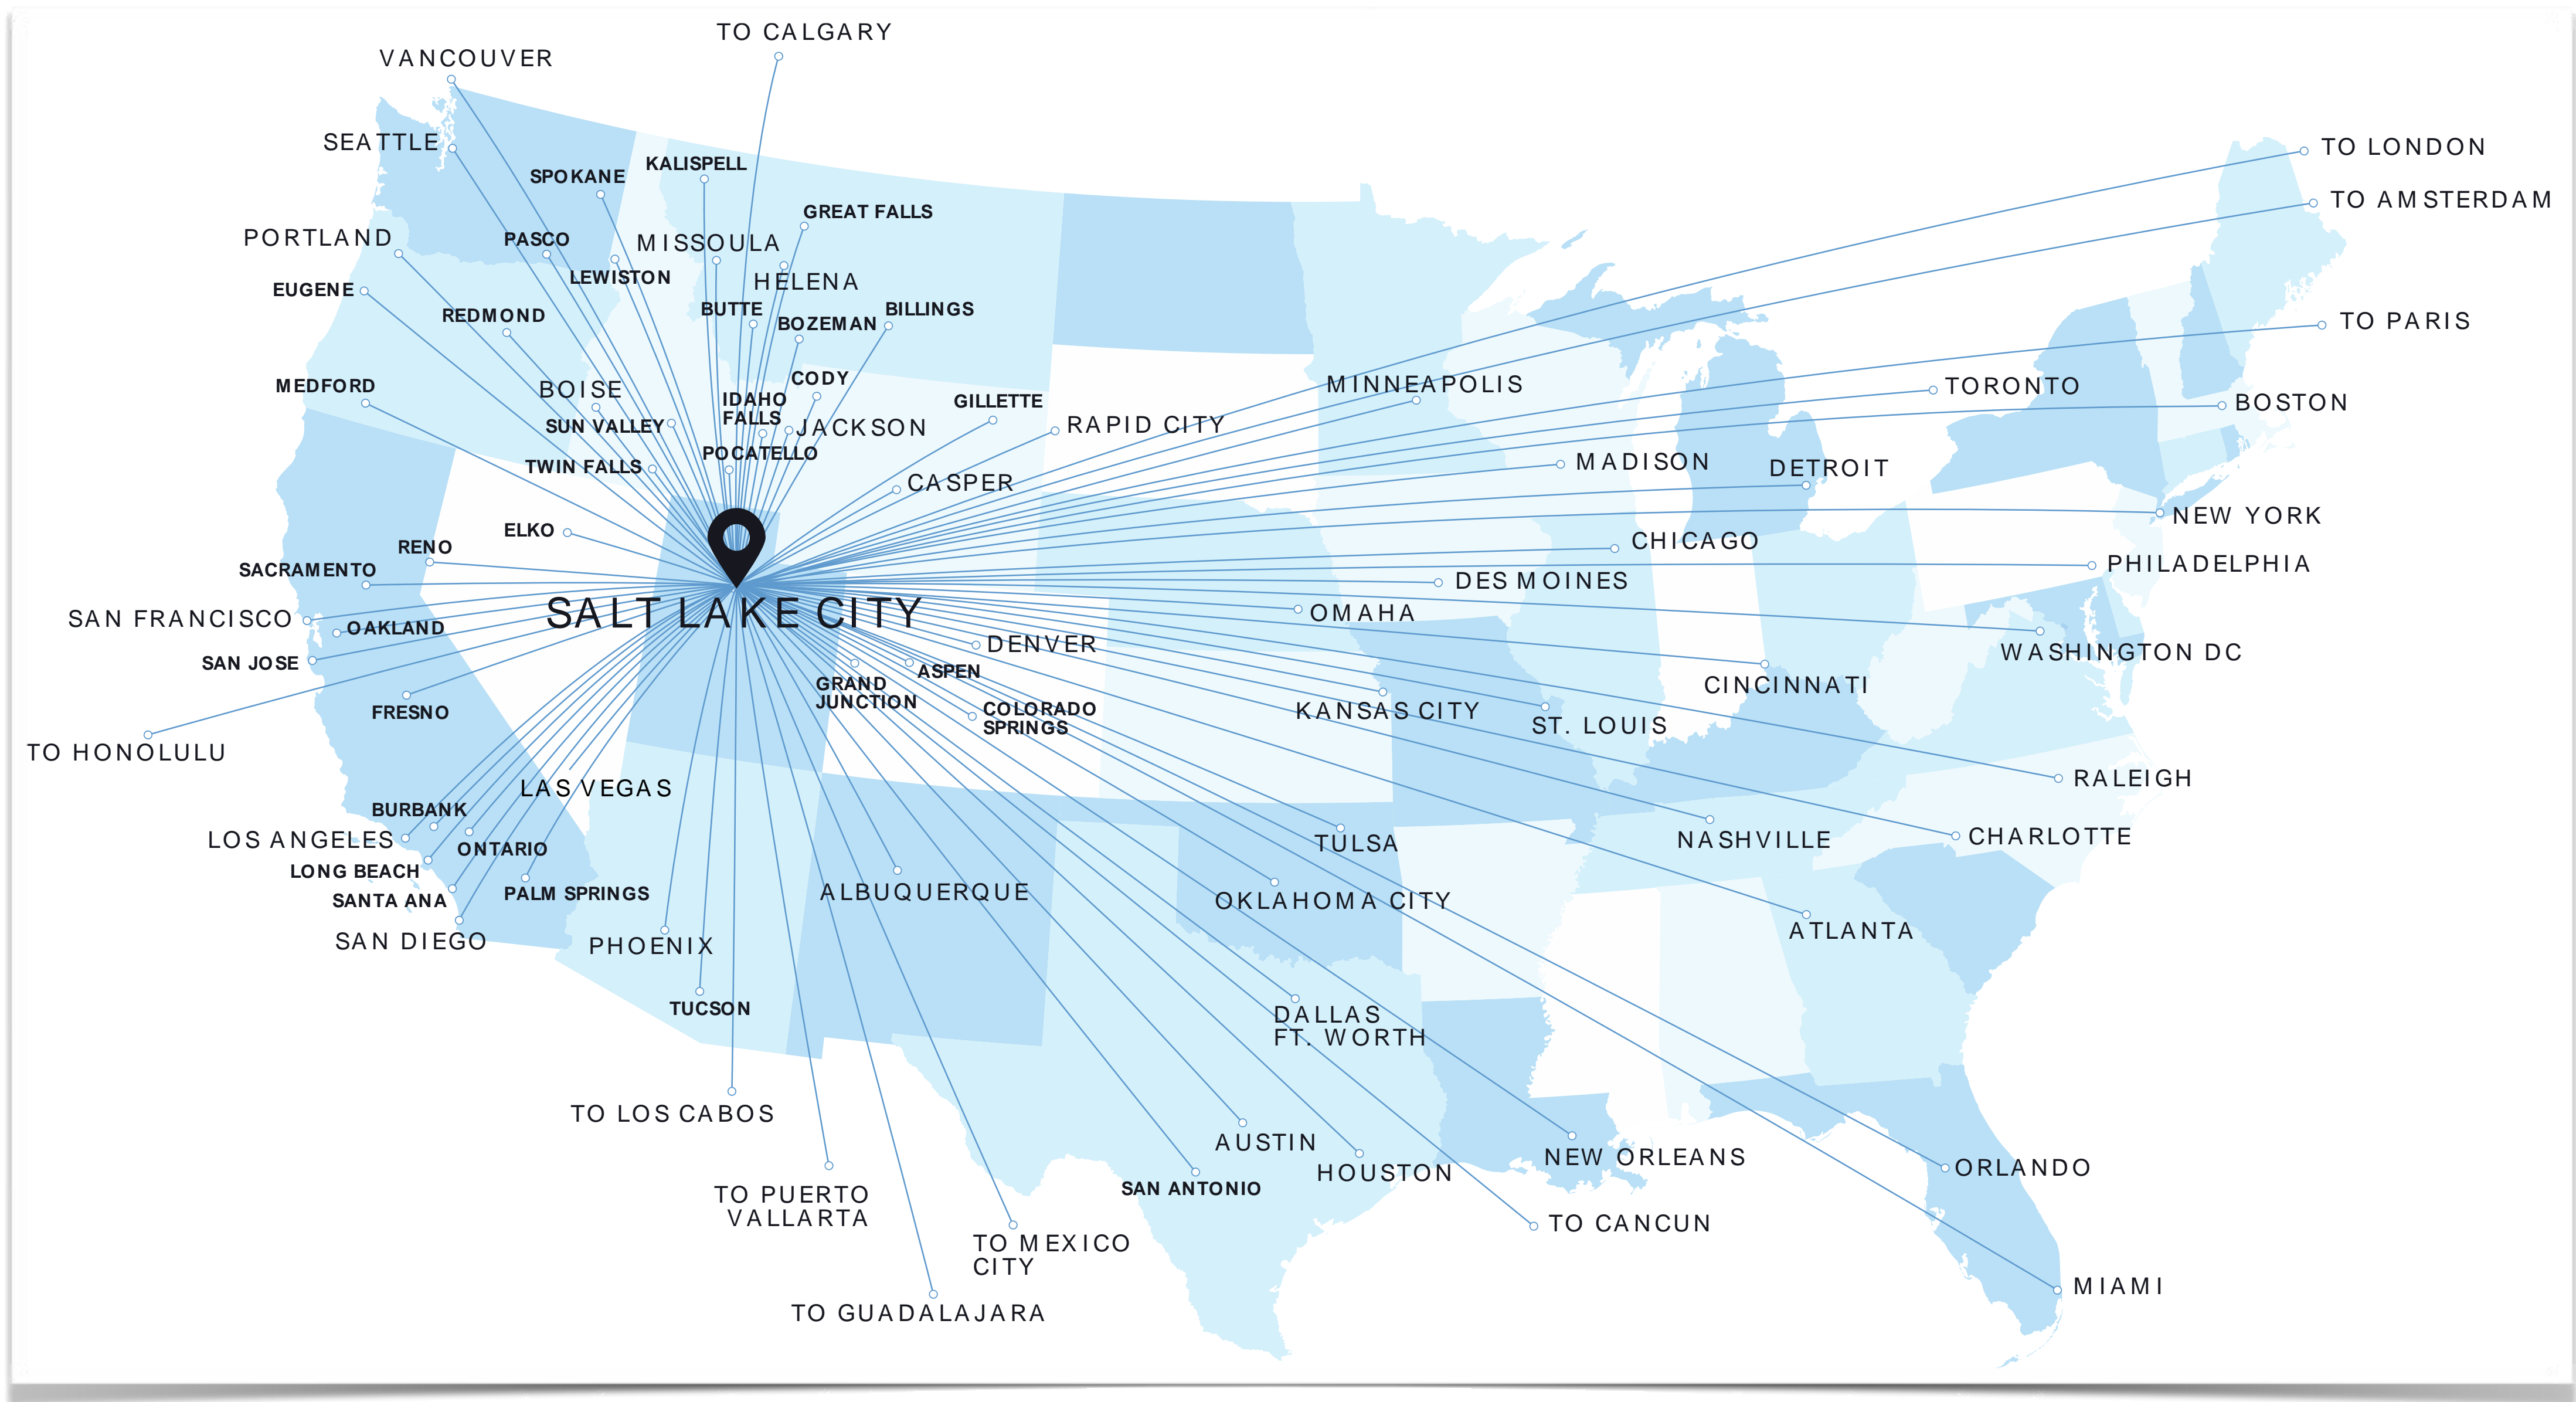 TO CALGARY
VANCOUVER
SEATTLE
TO LONDON
KALISPELL
SPOKANE
TO AMSTERDAM
GREAT FALLS
PORTLAND
PASCO
MISSOULA
LEWISTON
HELENA
EUGENE
BUTTE
BILLINGS
REDMOND
BOZEMAN
TO PARIS
CODY
MEDFORD
BOISE
MINNEAPOLIS
TORONTO
IDAHO
FALLS
GILLETTE
BOSTON
SUN VALLEY
JACKSON
RAPID CITY
POCATELLO
TWIN FALLS
MADISON
DETROIT
CASPER
NEW YORK
ELKO
RENO
CHICAGO
SACRAMENTO
PHILADELPHIA
DES MOINES
SALT LAKE CITY
OMAHA
SAN FRANCISCO
OAKLAND
DENVER
WASHINGTON DC
SAN JOSE
ASPEN
GRAND
JUNCTION
CINCINNATI
FRESNO
COLORADO
SPRINGS
KANSAS CITY
ST. LOUIS
TO HONOLULU
RALEIGH
LAS VEGAS
BURBANK
LOS ANGELES
TULSA
NASHVILLE
CHARLOTTE
ONTARIO
LONG BEACH
PALM SPRINGS
ALBUQUERQUE
SANTA ANA
OKLAHOMA CITY
ATLANTA
SAN DIEGO
PHOENIX
TUCSON
DALLAS
FT. WORTH
TO LOS CABOS
AUSTIN
NEW ORLEANS
HOUSTON
ORLANDO
SAN ANTONIO
TO PUERTO
VALLARTA
TO CANCUN
TO MEXICO
CITY
MIAMI
TO GUADALAJARA